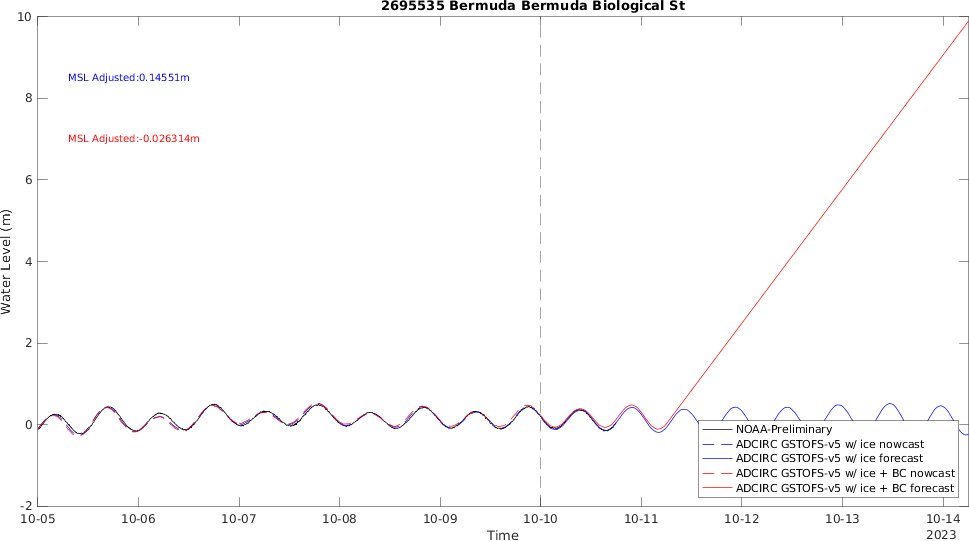 2695535 Bermuda Bermuda Biological St
10
8
6
4
2
0
-2
Water Level (m)
MSL Adjusted:0.14551m
MSL Adjusted:-0.026314m
NOAA-Preliminary
ADCIRC GSTOFS-v5 w/ ice nowcast
ADCIRC GSTOFS-v5 w/ ice forecast
ADCIRC GSTOFS-v5 w/ ice + BC nowcast
ADCIRC GSTOFS-v5 w/ ice + BC forecast
10-05 10-06 10-07 10-08 10-09 10-10 10-11 10-12 10-13 10-14
2023
Time